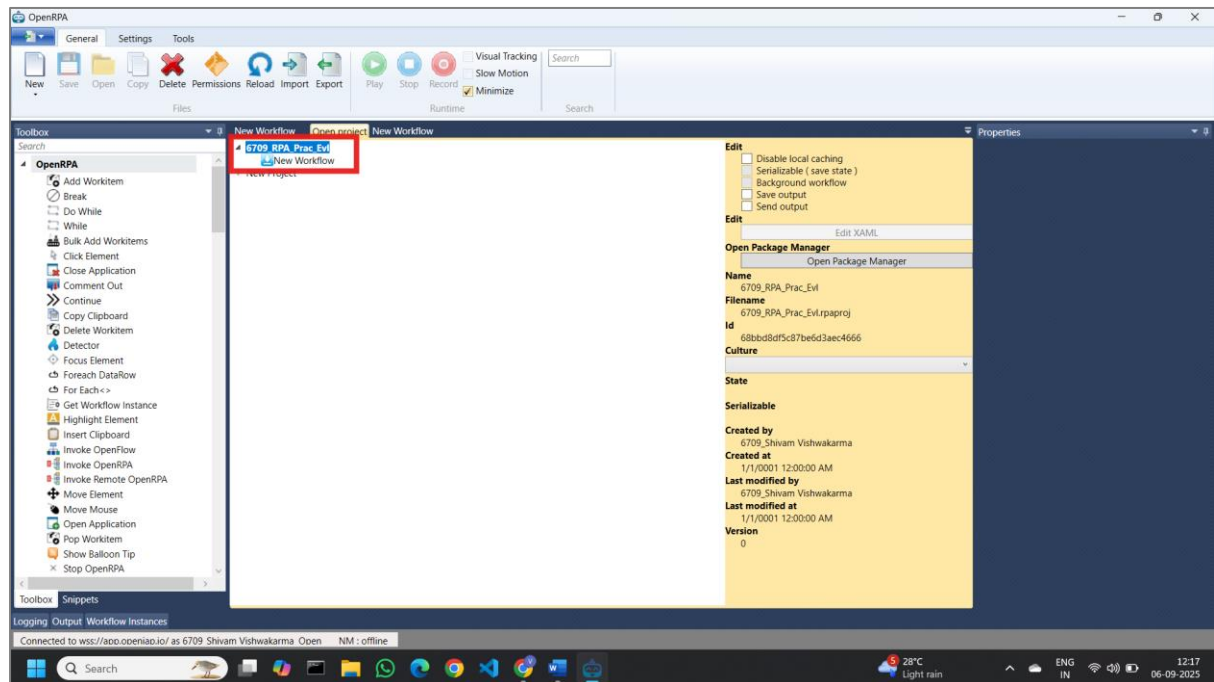 OpenRPA
General Settings Tools
New Save Open Copy Delete Permissions Reload Import Export Play Stop Record
Visual Tracking
Slow Motion
Minimize
Search
Files Runtime Search
Toolbox
Search
OpenRPA
Add Workitem
Break
Do While
While
Bulk Add Workitems
Click Element
Close Application
Comment Out
Continue
Copy Clipboard
Delete Workitem
Detector
Focus Element
Foreach DataRow
For Each<>
Get Workflow Instance
Highlight Element
Insert Clipboard
Invoke OpenFlow
Invoke OpenRPA
Invoke Remote OpenRPA
Move Element
Move Mouse
Open Application
Pop Workitem
Show Balloon Tip
Stop OpenRPA
Toolbox Snippets
New Workflow Open project New Workflow
6709_RPA_Prac_Evl
New Workflow
New Project
Edit
Disable local caching
Serializable ( save state )
Background workflow
Save output
Send output
Edit
Edit XAML
Open Package Manager
Open Package Manager
Name
6709_RPA_Prac_Evl
Filename
6709_RPA_Prac_Evl.rpaproj
Id
68bbd8df5c87be6d3aec4666
Culture
State
Serializable
Created by
6709_Shivam Vishwakarma
Created at
1/1/0001 12:00:00 AM
Last modified by
6709_Shivam Vishwakarma
Last modified at
1/1/0001 12:00:00 AM
Version
0
Properties
Logging Output Workflow Instances
Connected to wss://app.openiap.io/ as 6709_Shivam Vishwakarma_Open NM : offline
Search
5
28°C
Light rain
ENG
IN
12:17
06-09-2025